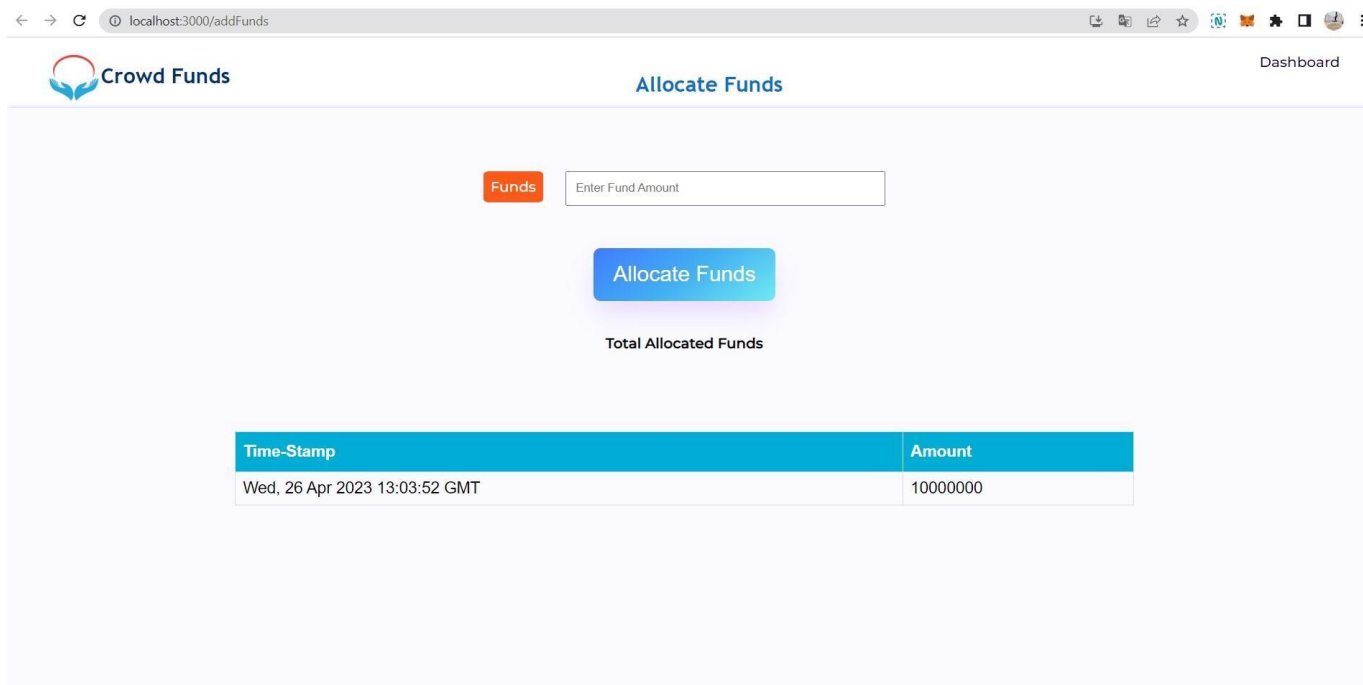 localhost:3000/addFunds
Crowd Funds
Allocate Funds
Dashboard
Funds
Enter Fund Amount
Allocate Funds
Total Allocated Funds
Time-Stamp Amount
Wed, 26 Apr 2023 13:03:52 GMT 10000000